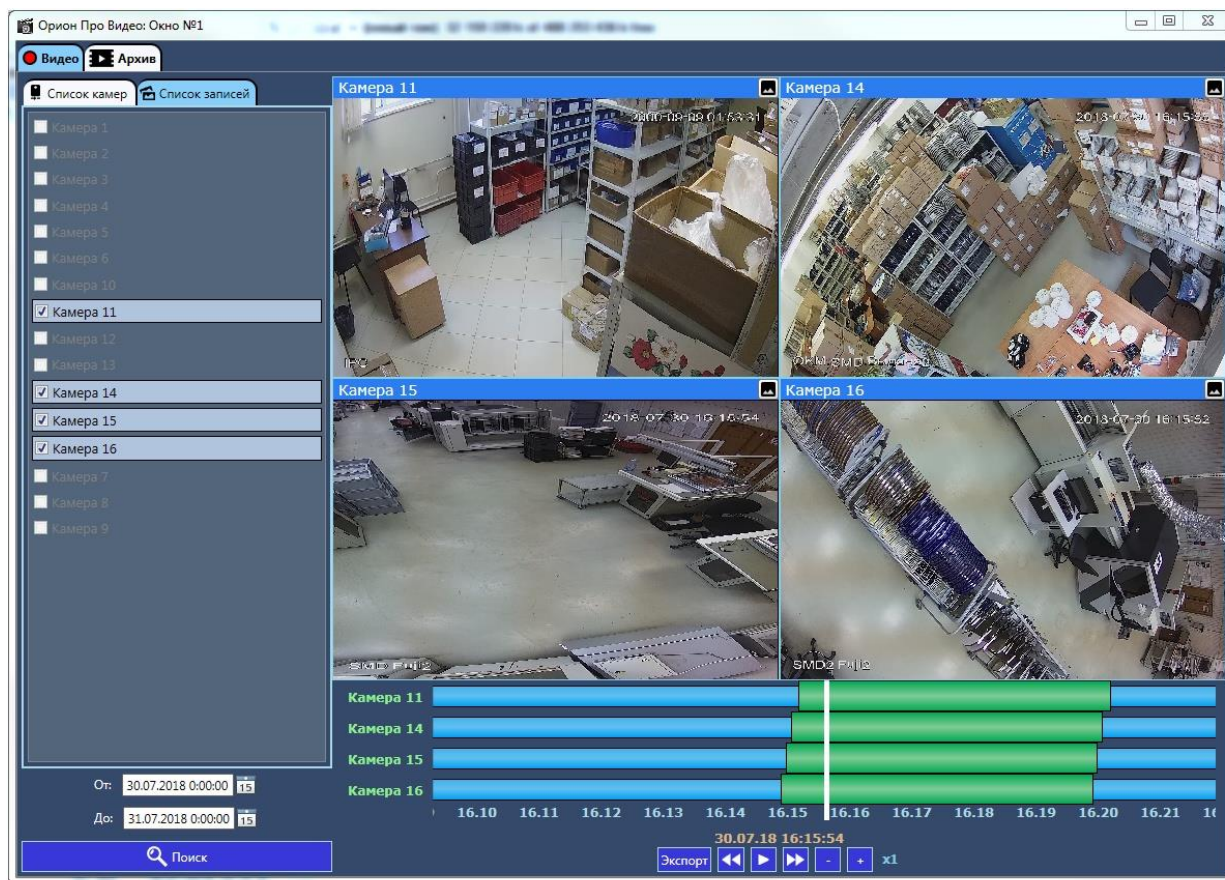 Орион Про Видео: Окно №1
Видео Архив
Список камер Список записей
Камера 1
Камера 2
Камера 3
Камера 4
Камера 5
Камера 6
Камера 10
Камера 11
Камера 12
Камера 13
Камера 14
Камера 15
Камера 16
Камера 7
Камера 8
Камера 9
От: 30.07.2018 0:00:00 15
До: 31.07.2018 0:00:00 15
Поиск
Камера 11
IPC
Камера 14
Камера 15
2018-07-30 16:15:54
SMD Fuji2
Камера 16
2018-07-30 16:15:52
SMD2 Fuji2
Камера 11
Камера 14
Камера 15
Камера 16
16.10 16.11 16.12 16.13 16.14 16.15 16.16 16.17 16.18 16.19 16.20 16.21
30.07.18 16:15:54
Экспорт - + x1